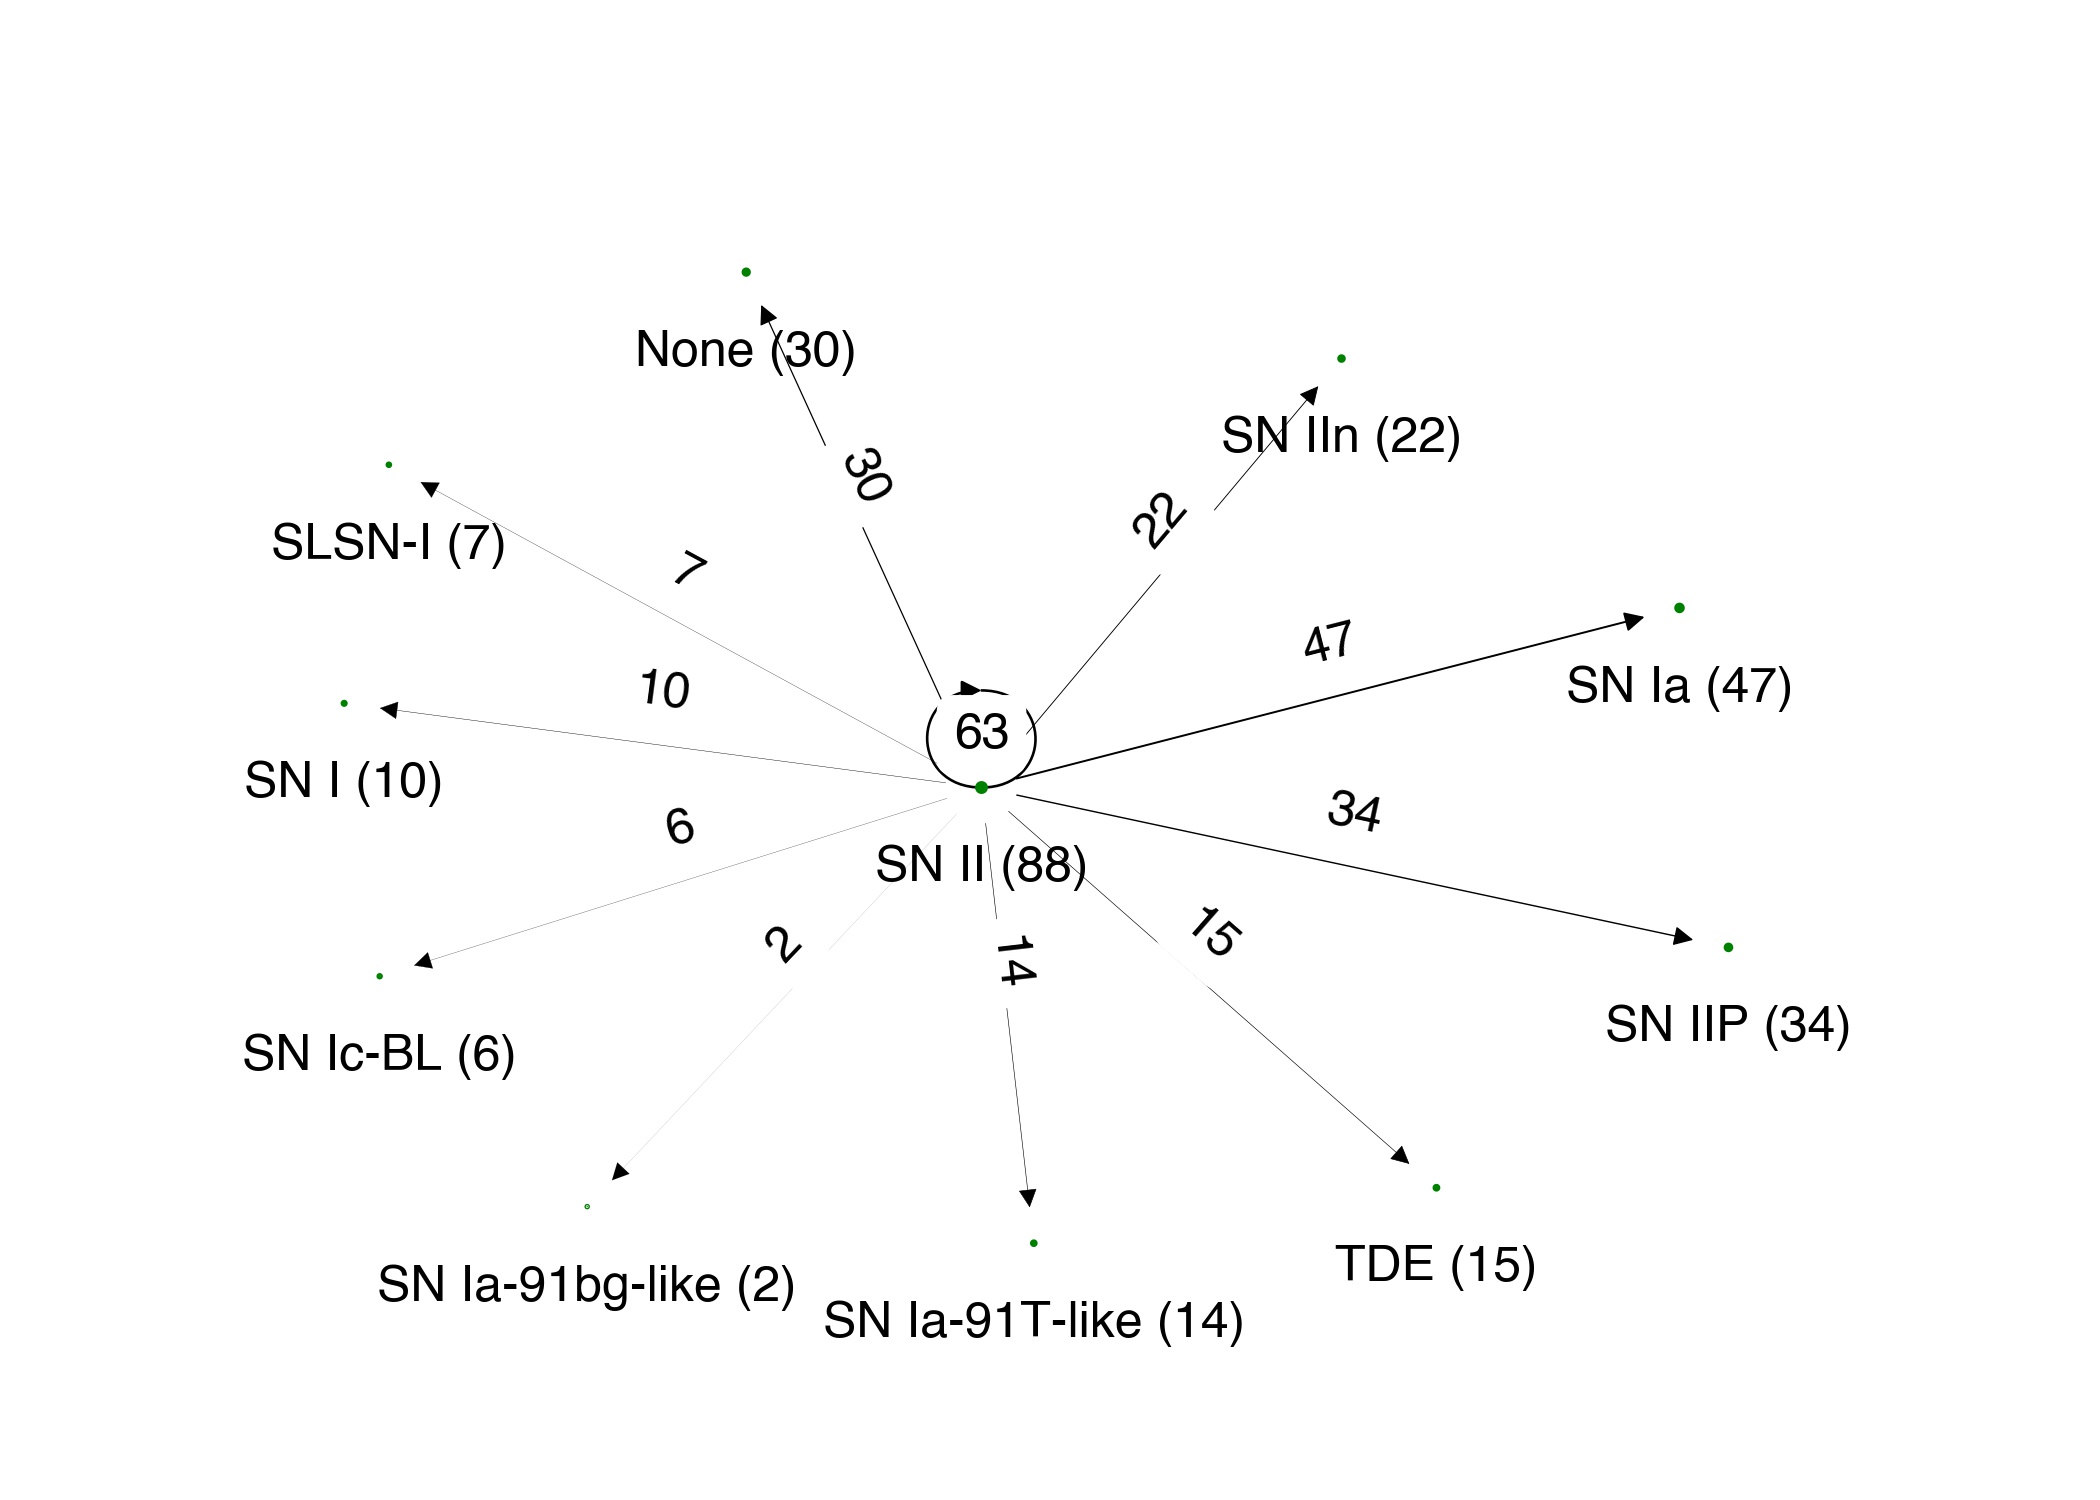 None (30)
SN IIn (22)
30
SLSN-I (7)
22
7
47
10
SN Ia (47)
63
SN I (10)
6
34
SN II (88)
2
14
15
SN Ic-BL (6)
SN IIP (34)
SN Ia-91bg-like (2)
SN Ia-91T-like (14)
TDE (15)